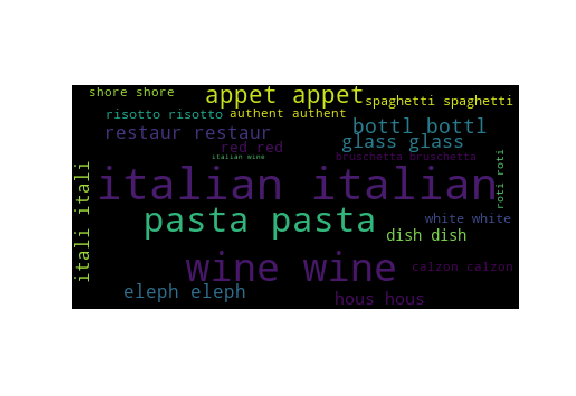 shore shore
appet appet
spaghetti spaghetti
risotto risotto
authent authent
restaur restaur
bottl bottl
red red
glass glass
italian wine
bruschetta bruschetta
itali itali
italian italian
roti roti
pasta pasta
white white
dish dish
wine wine
calzon calzon
eleph eleph
hous hous